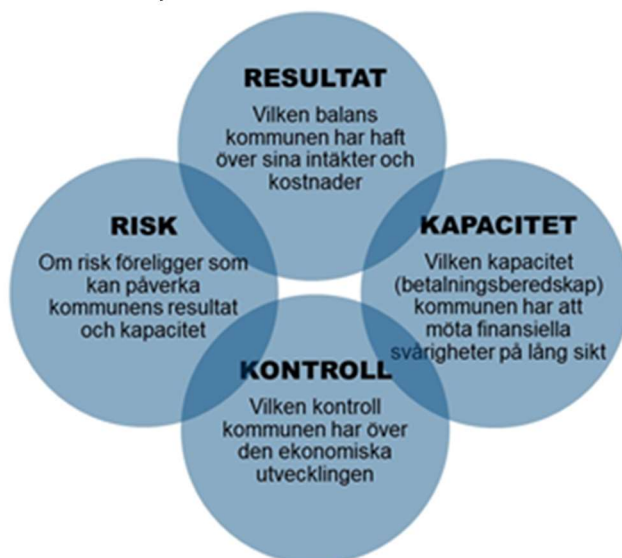 RESULTAT
Vilken balans
kommunen har haft
över sina intäkter och
kostnader
RISK
Om risk föreligger som
kan påverka
kommunens resultat
och kapacitet
KAPACITET
Vilken kapacitet
(betalningsberedskap)
kommunen har att
möta finansiella
svårigheter på lång sikt
KONTROLL
Vilken kontroll
kommunen har över
den ekonomiska
utvecklingen